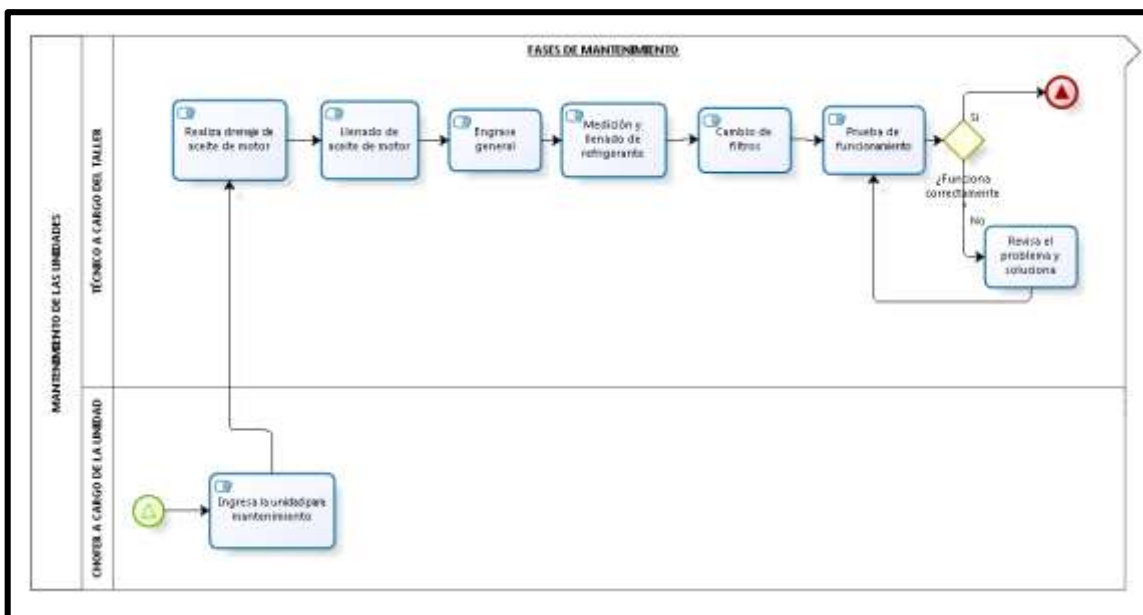 FASES DE MANTENIMIENTO
MANTENIMIENTO DE LAS UNIDADES
TÉCNICO A CARGO DEL TALLER
Realiza drenaje de
aceite de motor
Llenado de
aceite de motor
Engrase
general
Medición y
llenado de
refrigerante
Cambio de
filtros
Prueba de
funcionamiento
Si
¿Funciona
correctamente
?
No
Revisa el
problema y
soluciona
CHOFER A CARGO DE LA UNIDAD
Ingresa la unidad para
mantenimiento